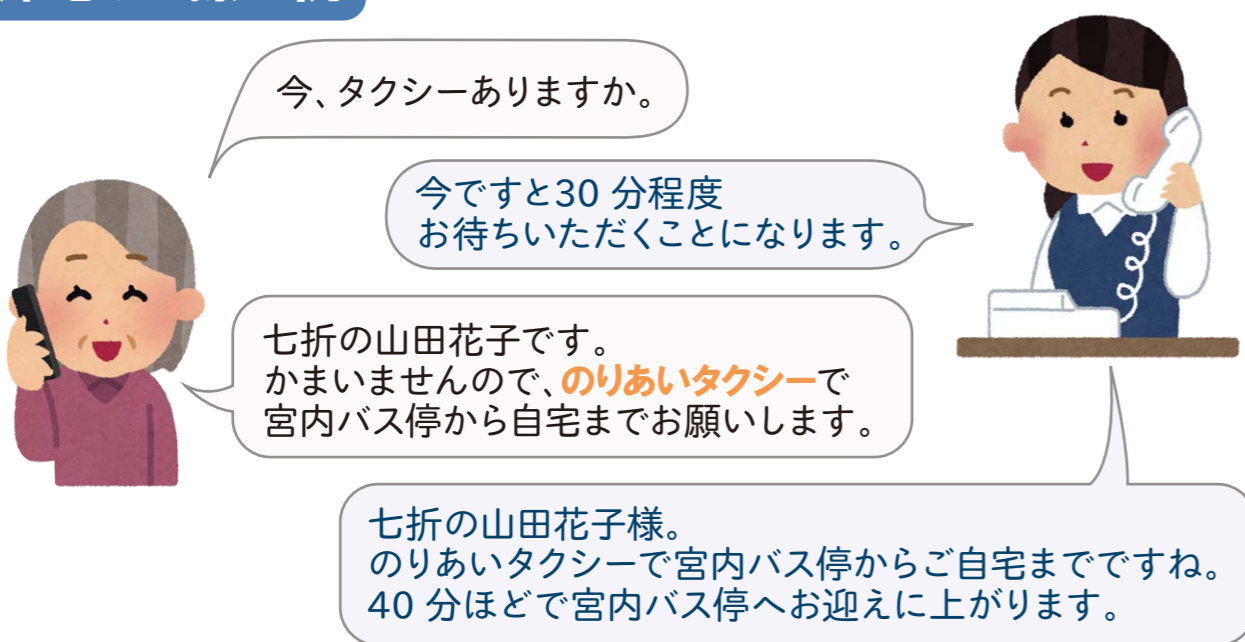 今、タクシーありますか。
今ですと30 分程度
お待ちいただくことになります。
七折の山田花子です。
かまいませんので、のりあいタクシーで
宮内バス停から自宅までお願いします。
七折の山田花子様。
のりあいタクシーで宮内バス停からご自宅までですね。
40 分ほどで宮内バス停へお迎えに上がります。